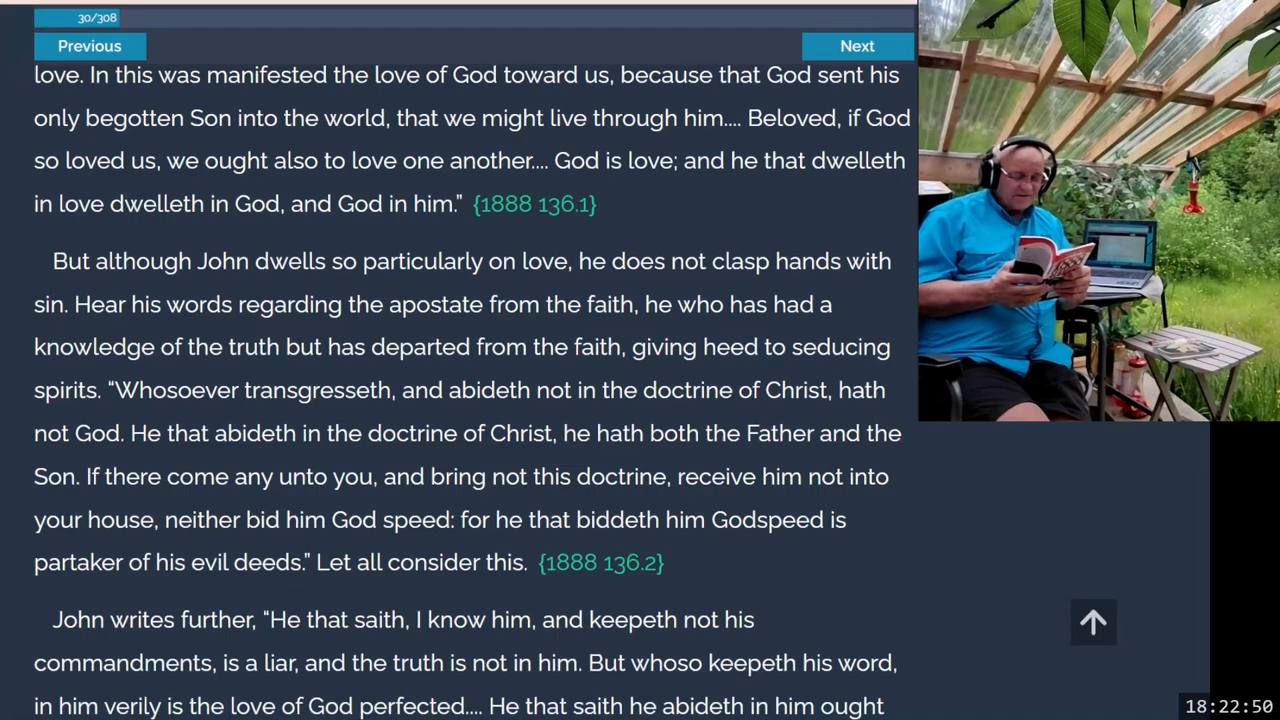 30/308
Previous
Next
love. In this was manifested the love of God toward us, because that God sent his
only begotten Son into the world, that we might live through him.... Beloved, if God
so loved us, we ought also to love one another.... God is love; and he that dwelleth
in love dwelleth in God, and God in him.” {1888 136.1}
But although John dwells so particularly on love, he does not clasp hands with
sin. Hear his words regarding the apostate from the faith, he who has had a
knowledge of the truth but has departed from the faith, giving heed to seducing
spirits. “Whosoever transgresseth, and abideth not in the doctrine of Christ, hath
not God. He that abideth in the doctrine of Christ, he hath both the Father and the
Son. If there come any unto you, and bring not this doctrine, receive him not into
your house, neither bid him God speed: for he that biddeth him Godspeed is
partaker of his evil deeds.” Let all consider this. {1888 136.2}
John writes further, “He that saith, I know him, and keepeth not his
commandments, is a liar, and the truth is not in him. But whoso keepeth his word,
in him verily is the love of God perfected.... He that saith he abideth in him ought
18:22:50